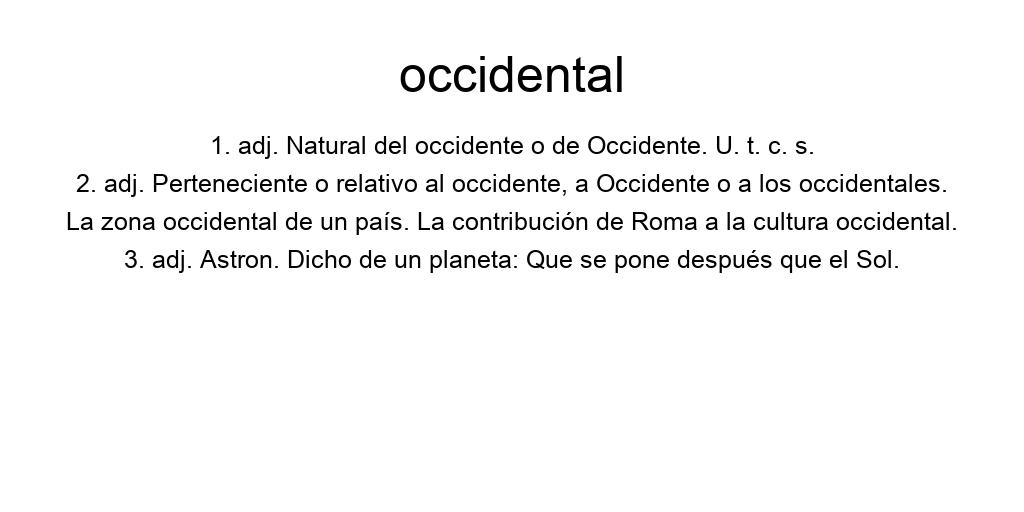 occidental
1. adj. Natural del occidente o de Occidente. U. t. c. s.
2. adj. Perteneciente o relativo al occidente, a Occidente o a los occidentales.
La zona occidental de un país. La contribución de Roma a la cultura occidental.
3. adj. Astron. Dicho de un planeta: Que se pone después que el Sol.